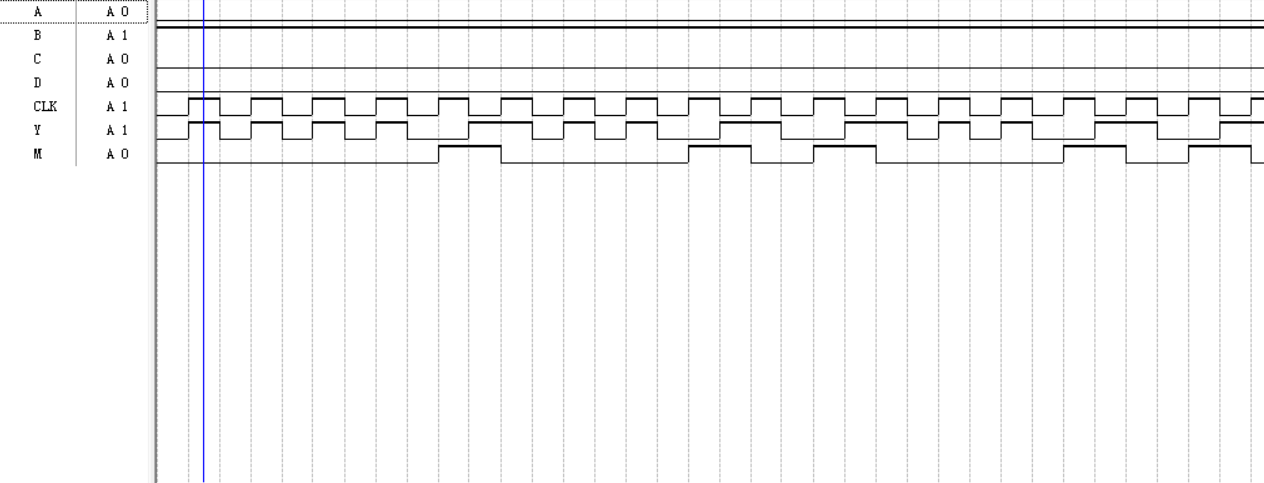 A A 0
B A 1
C A 0
D A 0
CLK A 1
Y A 1
M A 0